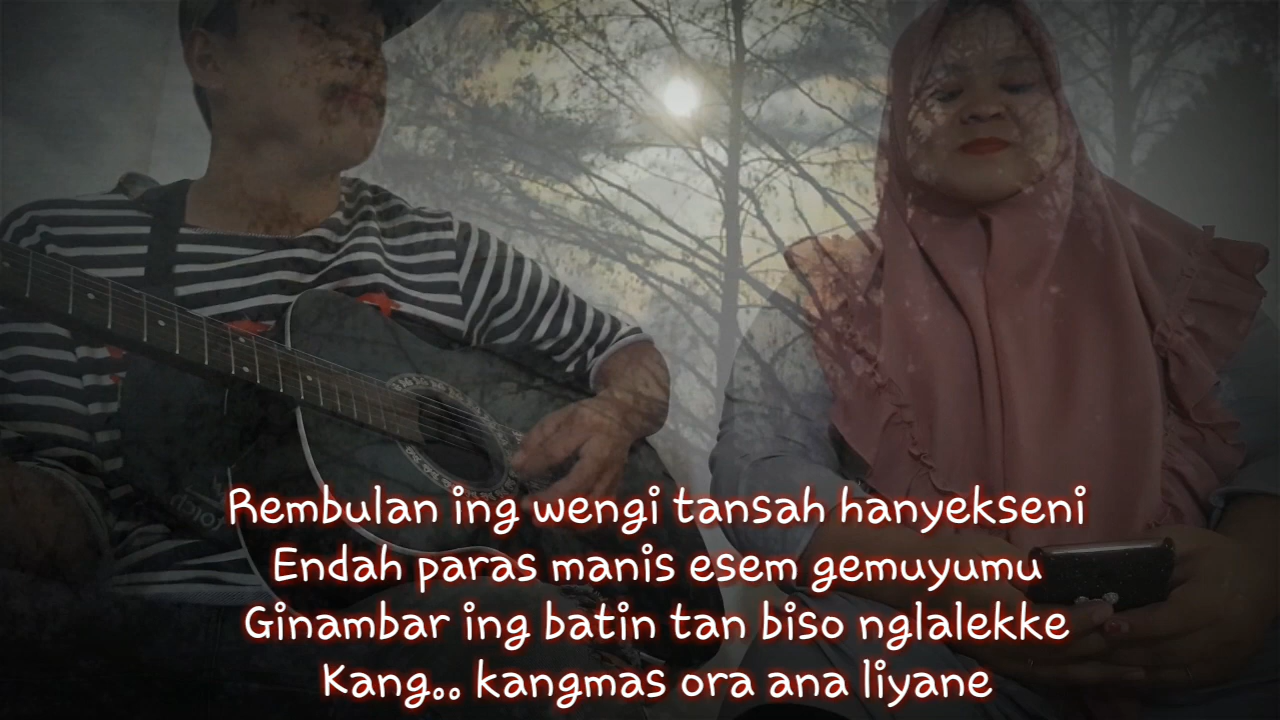 Rembulan ing wengi tansah hanyekseni
Endah paras manis esem gemuyumu
Ginambar ing batin tan biso nglalekke
Kang.. kangmas ora ana liyane